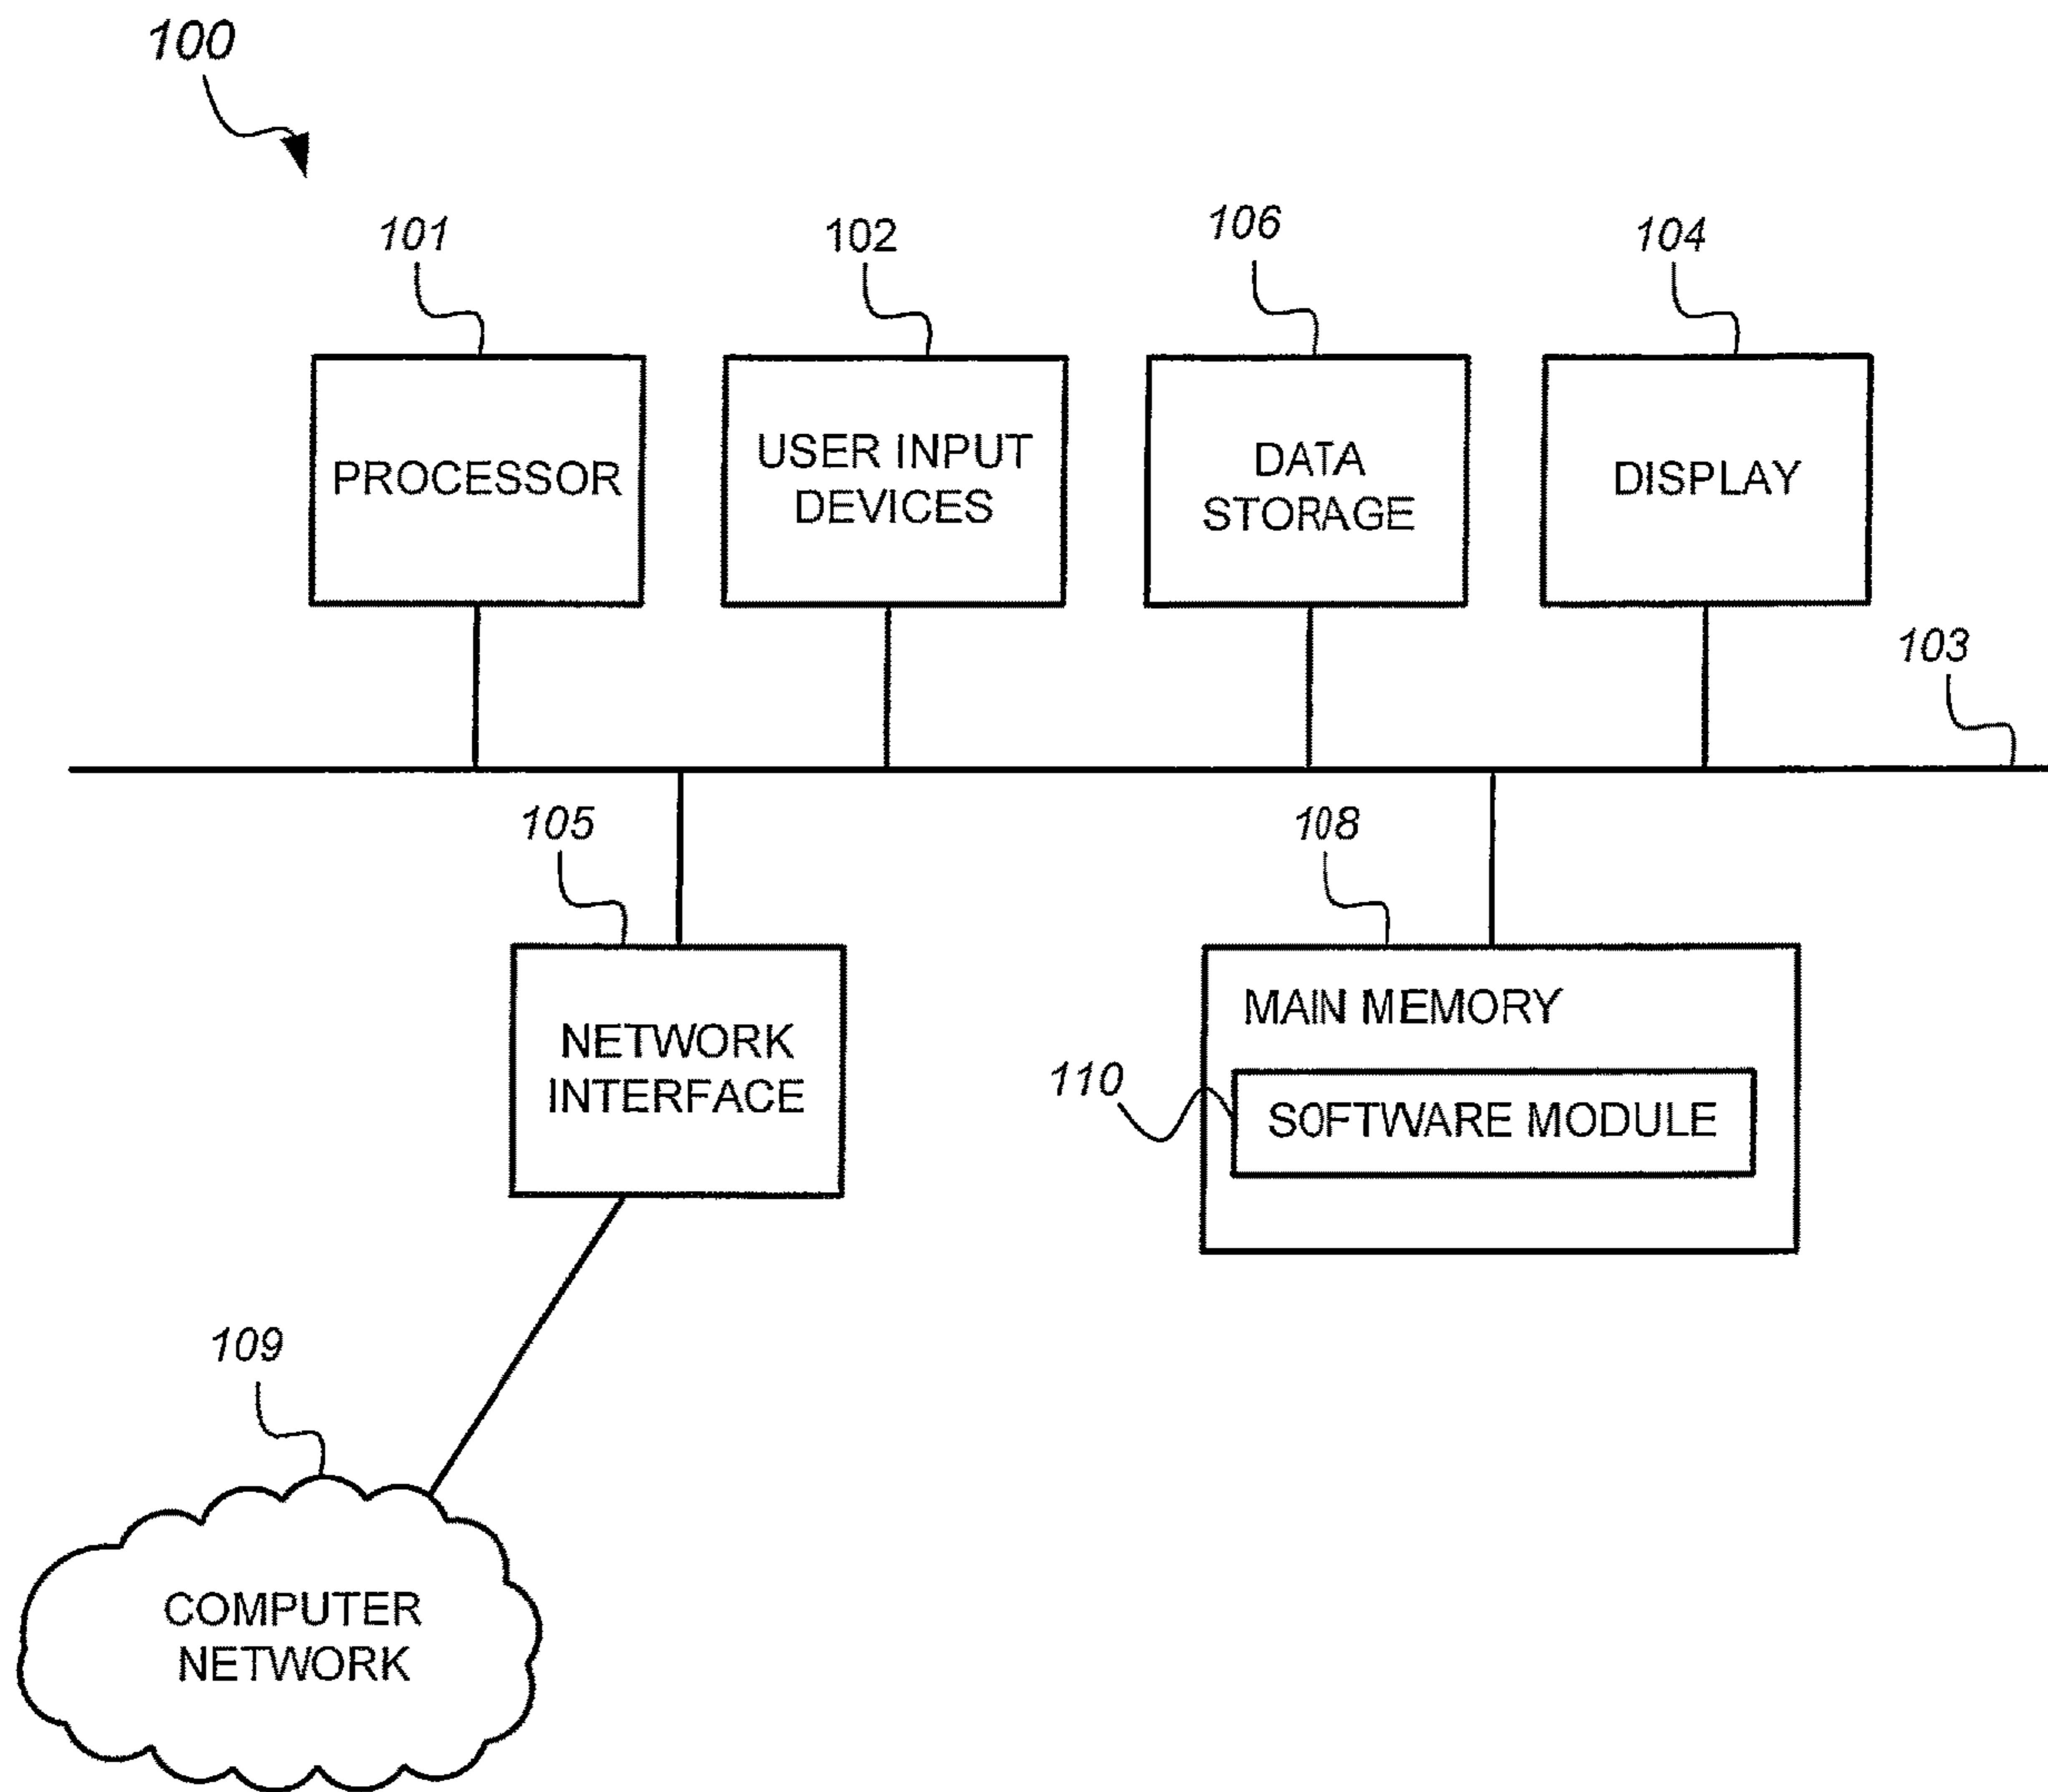 100
101
102
106
104
PROCESSOR
USER INPUT
DEVICES
DATA
STORAGE
DISPLAY
103
105
108
NETWORK
INTERFACE
MAIN MEMORY
110
SOFTWARE MODULE
109
COMPUTER
NETWORK